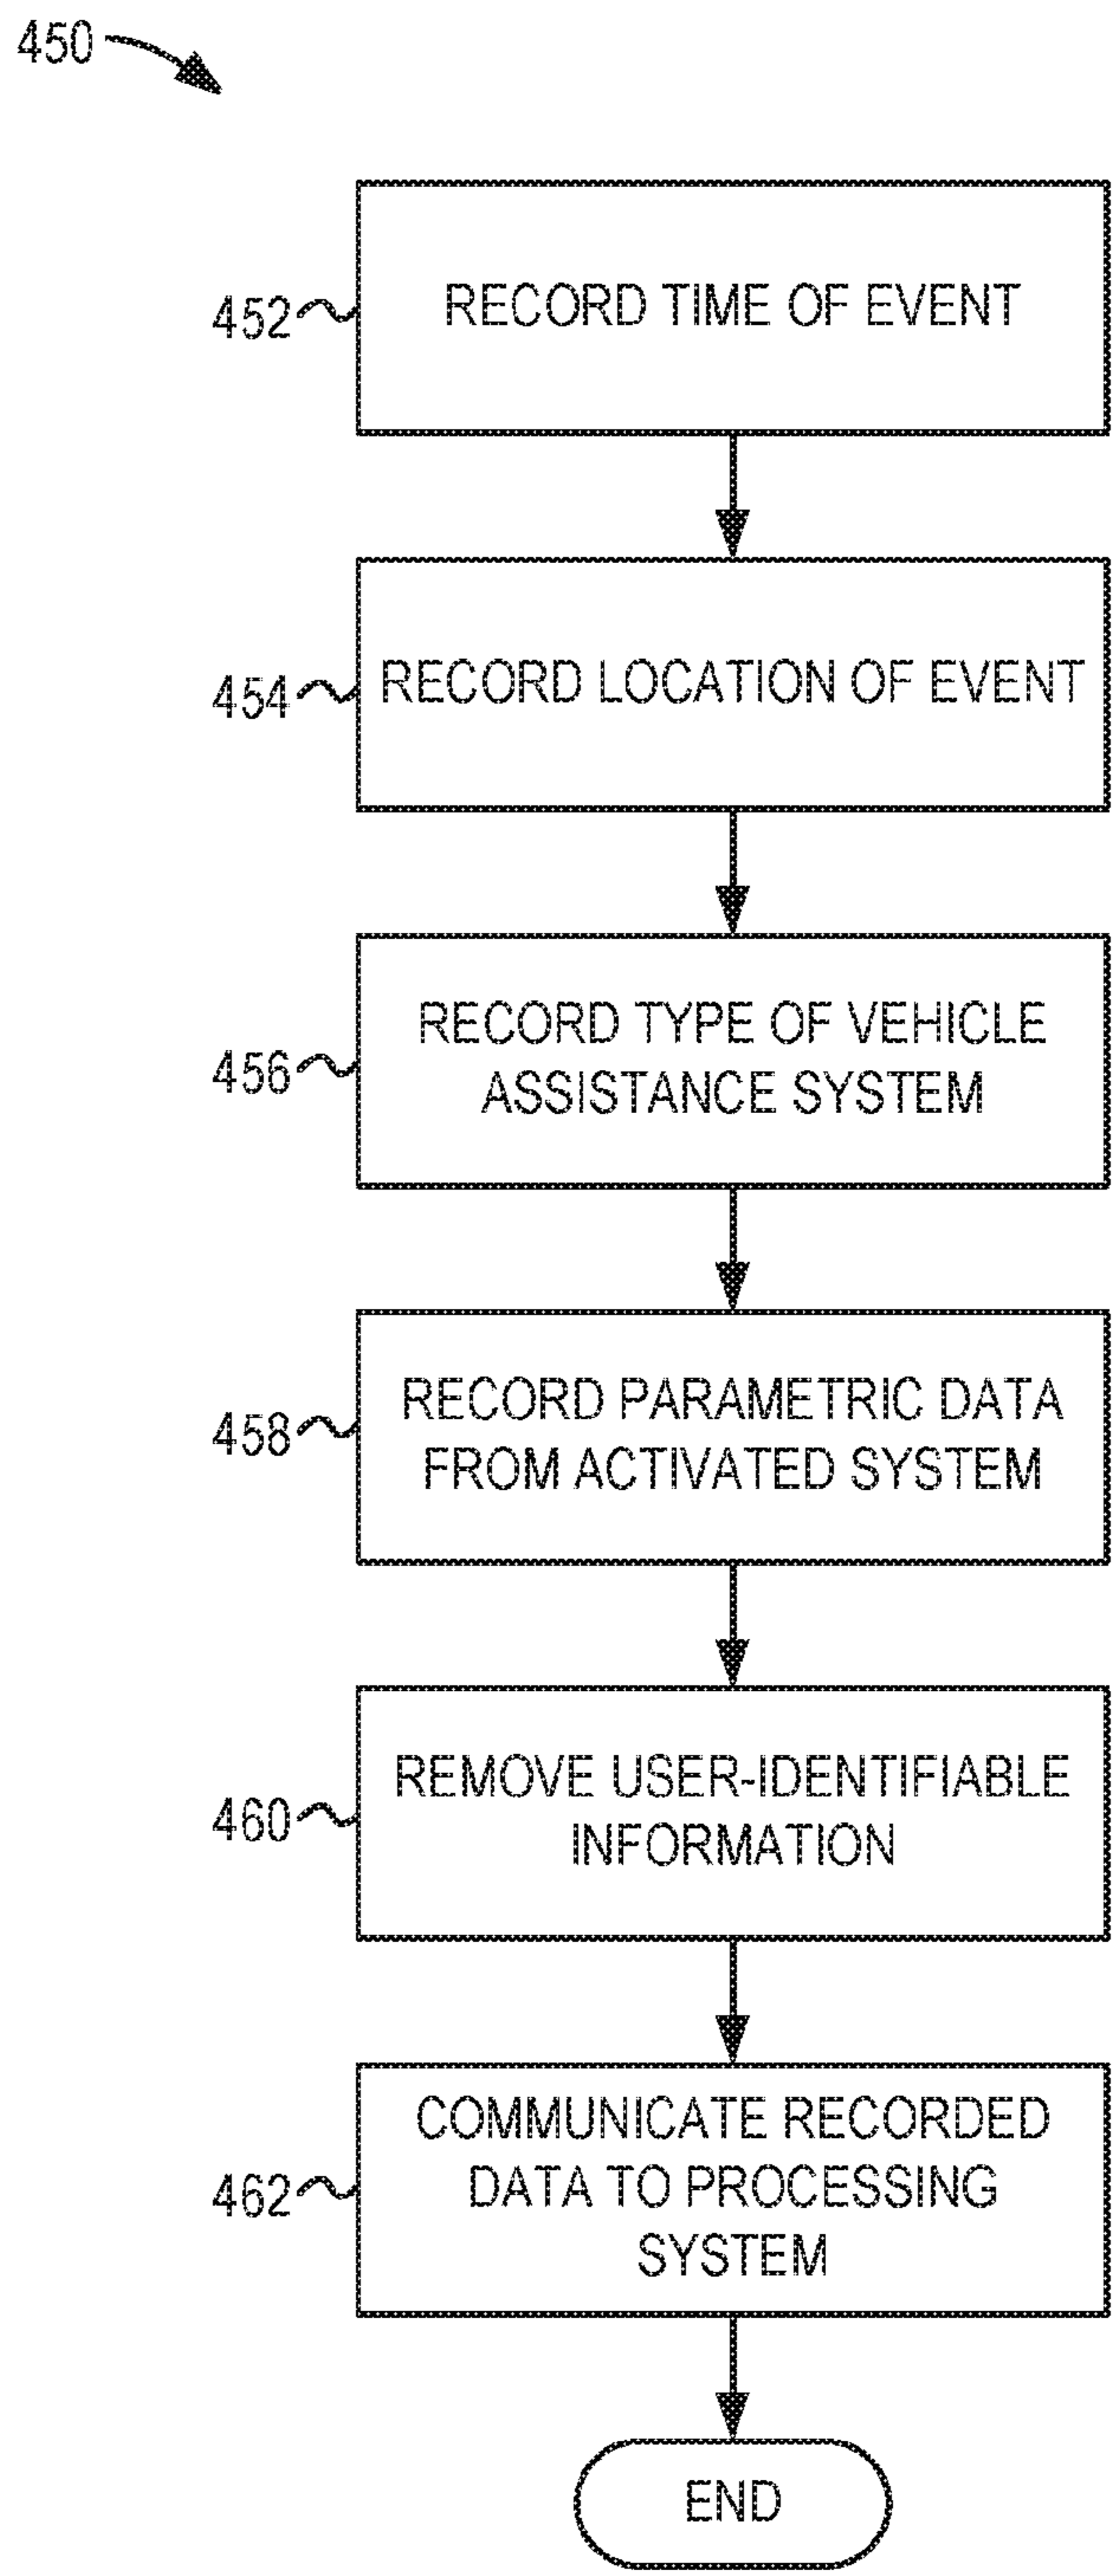 450
452
RECORD TIME OF EVENT
454
RECORD LOCATION OF EVENT
456
RECORD TYPE OF VEHICLE
ASSISTANCE SYSTEM
458
RECORD PARAMETRIC DATA
FROM ACTIVATED SYSTEM
460
REMOVE USER-IDENTIFIABLE
INFORMATION
462
COMMUNICATE RECORDED
DATA TO PROCESSING
SYSTEM
END